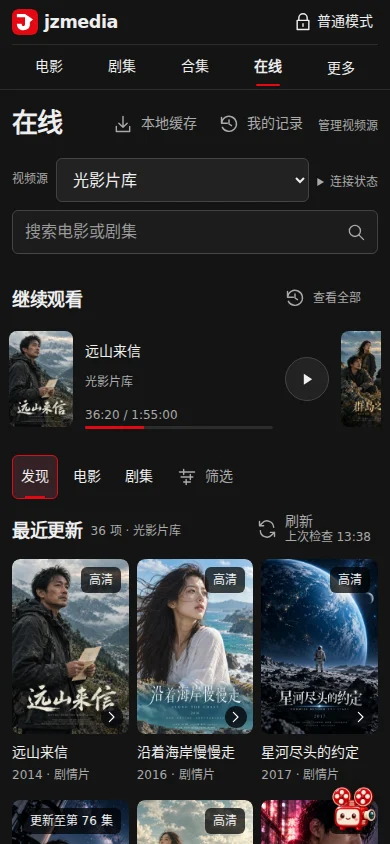 jzmedia
普通模式
电影 剧集 合集 在线 更多
在线
本地缓存
我的记录
管理视频源
视频源
光影片库
连接状态
搜索电影或剧集
继续观看
查看全部
远山来信
远山来信
光影片库
36:20 / 1:55:00
发现 电影 剧集 筛选
最近更新 36 项 · 光影片库
刷新
上次检查 13:38
高清 高清 高清
远山来信 沿着海岸慢慢走 星河尽头的约定
2017
远山来信 沿着海岸慢慢走 星河尽头的约定
2014 · 剧情片 2016 · 剧情片 2017 · 剧情片
更新至第 76 集 高清